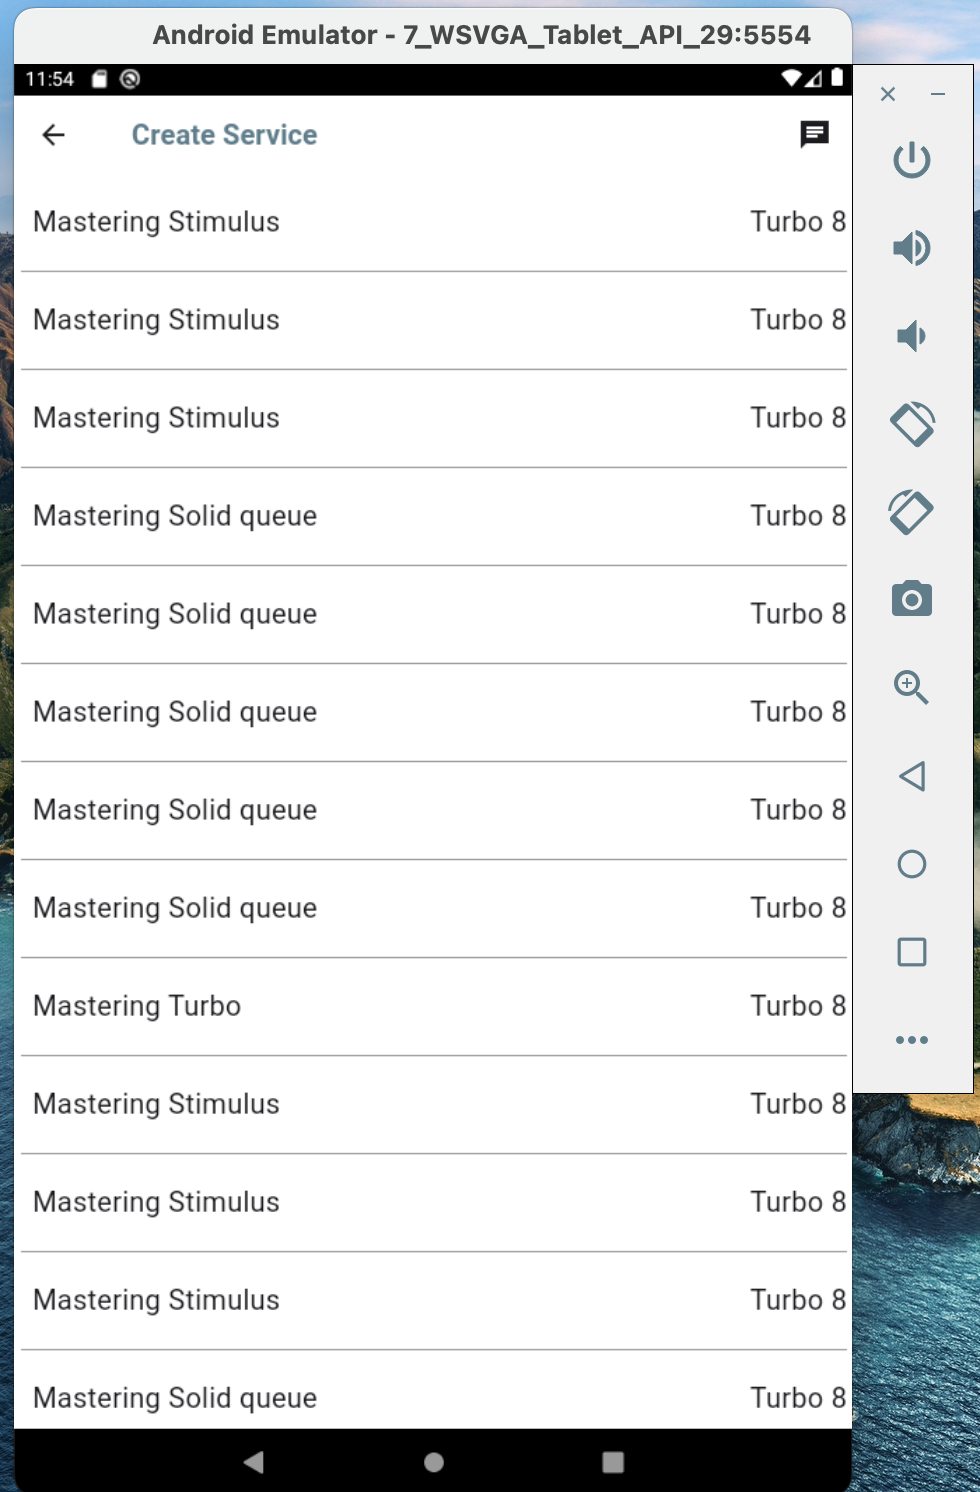 Android Emulator - 7_WSVGA_Tablet_API_29:5554
11:54
Create Service
Mastering Stimulus Turbo 8
Mastering Stimulus Turbo 8
Mastering Stimulus Turbo 8
Mastering Solid queue Turbo 8
Mastering Solid queue Turbo 8
Mastering Solid queue Turbo 8
Mastering Solid queue Turbo 8
Mastering Solid queue Turbo 8
Mastering Turbo Turbo 8
Mastering Stimulus Turbo 8
Mastering Stimulus Turbo 8
Mastering Stimulus Turbo 8
Mastering Solid queue Turbo 8